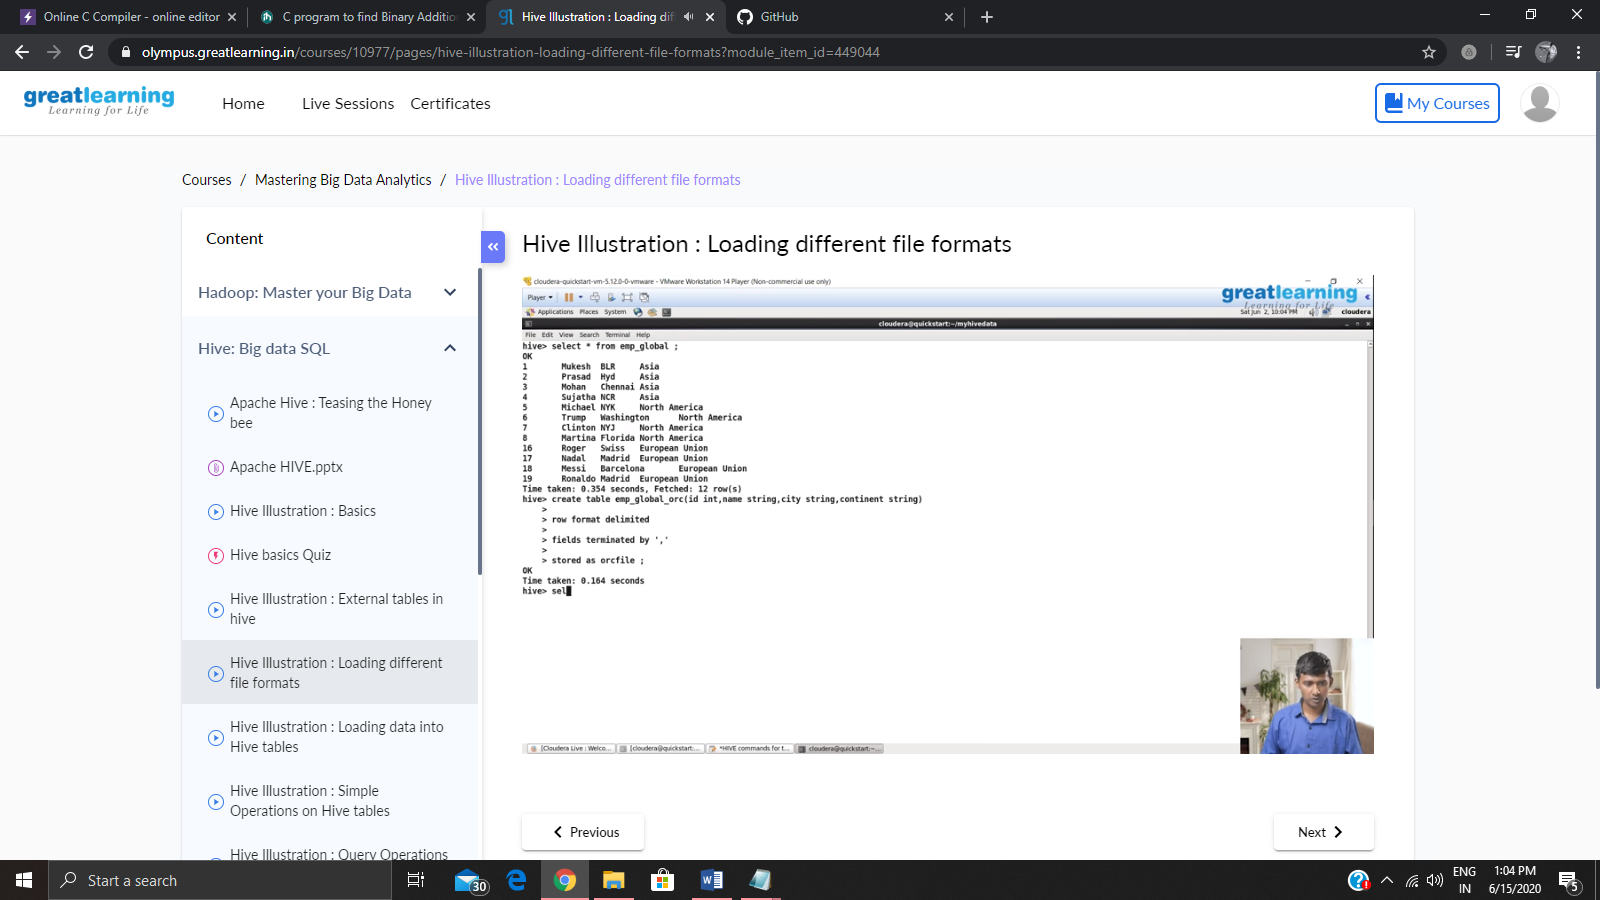 Online C Compiler - online editor
C program to find Binary Additio
Hive Illustration : Loading dif
GitHub
olympus.greatlearning.in/courses/10977/pages/hive-illustration-loading-different-file-formats?module_item_id=449044
greatlearning
Learning for Life
Home
Live Sessions
Certificates
My Courses
Courses / Mastering Big Data Analytics / Hive Illustration : Loading different file formats
Content
Hadoop: Master your Big Data
Hive: Big data SQL
Apache Hive : Teasing the Honey
bee
Apache HIVE.pptx
Hive Illustration : Basics
Hive basics Quiz
Hive Illustration : External tables in
hive
Hive Illustration : Loading different
file formats
Hive Illustration : Loading data into
Hive tables
Hive Illustration : Simple
Operations on Hive tables
Hive Illustration : Query Operations
Hive Illustration : Loading different file formats
cloudera-quickstart-vm-5.12.0-0-vmware - VMware Workstation 14 Player (Non-commercial use only)
Player
greatlearning
Learning for Life
Applications Places System
Sat Jun 2, 10:04 PM cloudera
cloudera@quickstart:~/myhivedata
File Edit View Search Terminal Help
hive> select * from emp_global ;
OK
1 Mukesh BLR Asia
2 Prasad Hyd Asia
3 Mohan Chennai Asia
4 Sujatha NCR Asia
5 Michael NYK North America
6 Trump Washington North America
7 Clinton NYJ North America
8 Martina Florida North America
16 Roger Swiss European Union
17 Nadal Madrid European Union
18 Messi Barcelona European Union
19 Ronaldo Madrid European Union
Time taken: 0.354 seconds, Fetched: 12 row(s)
hive> create table emp_global_orc(id int,name string,city string,continent string)
>
> row format delimited
>
> fields terminated by ','
>
> stored as orcfile ;
OK
Time taken: 0.164 seconds
hive> sel
[Cloudera Live : Welco...
[cloudera@quickstart:...
*HIVE commands for t...
cloudera@quickstart:~...
Previous
Next
Start a search
30
ENG
IN
1:04 PM
6/15/2020
5